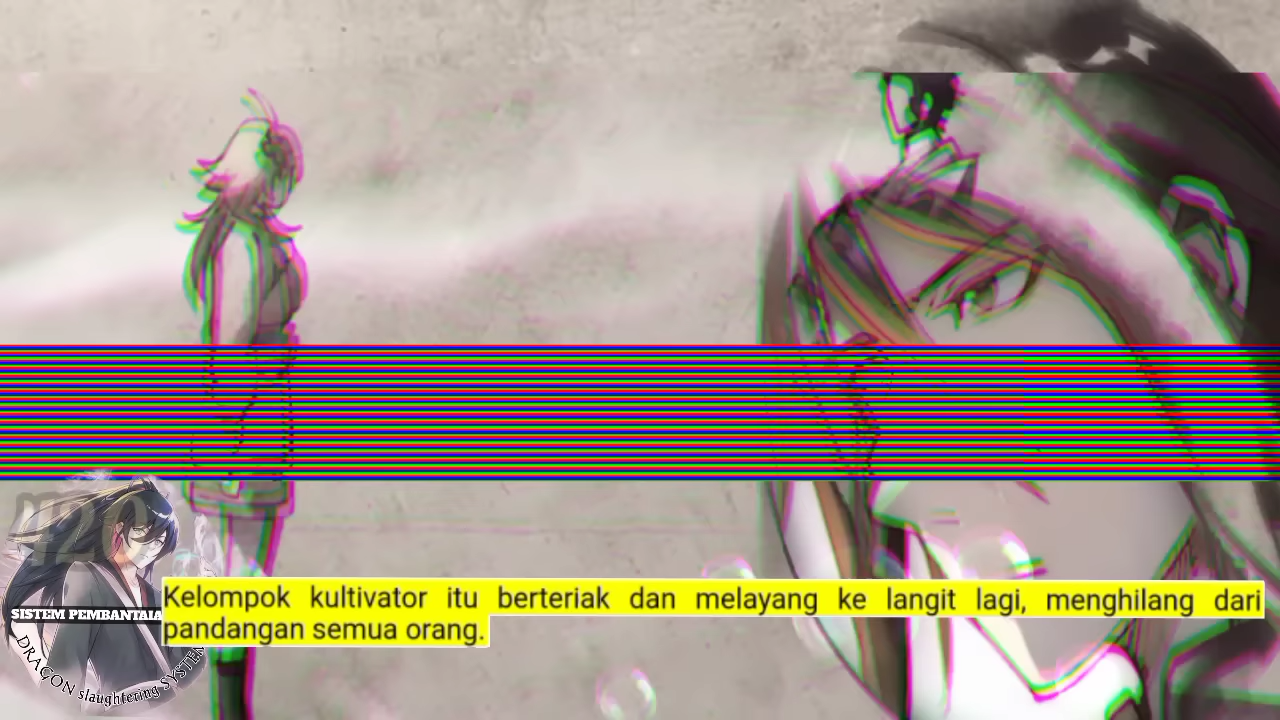 Kelompok kultivator itu berteriak dan melayang ke langit lagi, menghilang dari
pandangan semua orang.
SISTEM PEMBANTAIA
DRAGON slaughtering SYSTEM